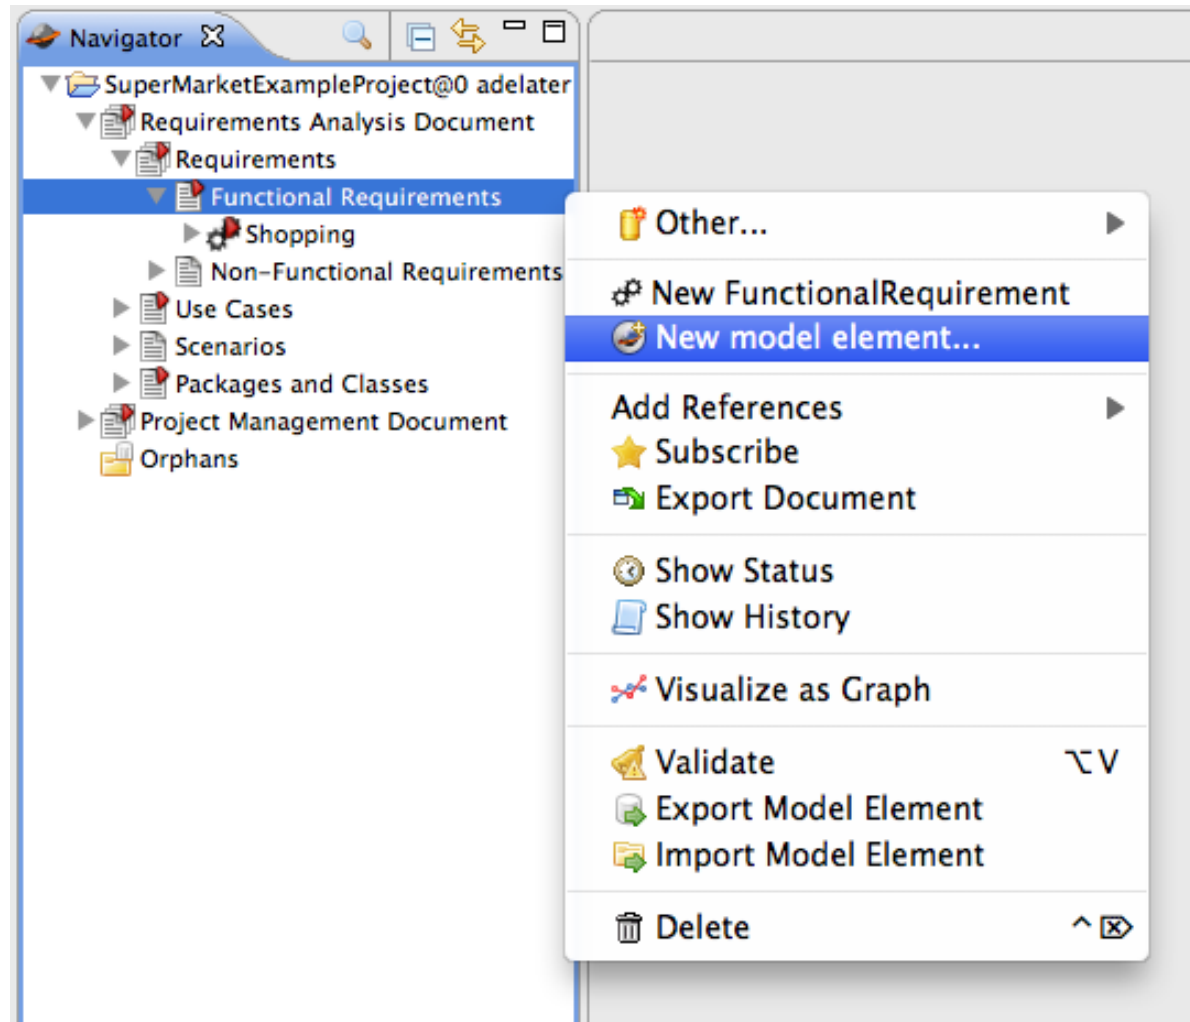 Navigator
SuperMarketExampleProject@0 adelater
Requirements Analysis Document
Requirements
Functional Requirements
Shopping
Non-Functional Requirements
Use Cases
Scenarios
Packages and Classes
Project Management Document
Orphans
Other...
New FunctionalRequirement
New model element...
Add References
Subscribe
Export Document
Show Status
Show History
Visualize as Graph
Validate ⌥V
Export Model Element
Import Model Element
Delete ^⌦